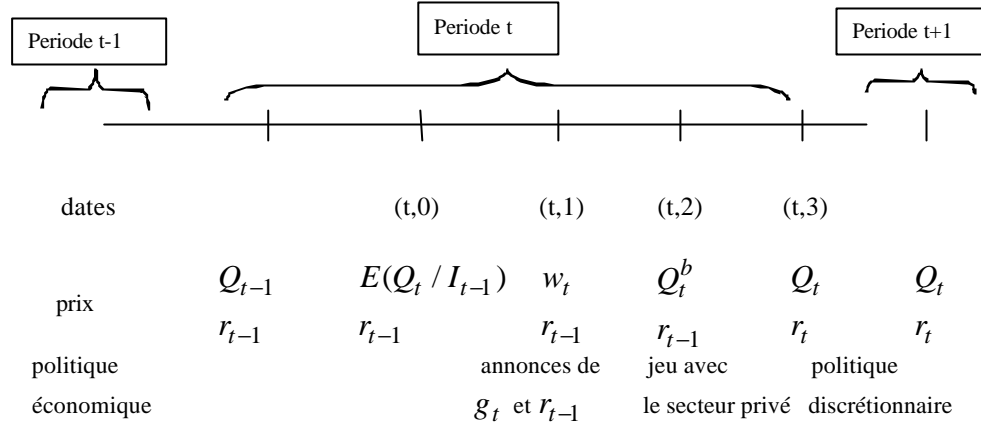 Periode t-1
Periode t
Periode t+1
dates (t,0) (t,1) (t,2) (t,3)
prix
Q_{t-1} E(Q_t / I_{t-1}) w_t Q_t^b Q_t Q_t
r_{t-1} r_{t-1} r_{t-1} r_{t-1} r_t r_t
politique annonces de jeu avec politique
économique g_t et r_{t-1} le secteur privé discrétionnaire